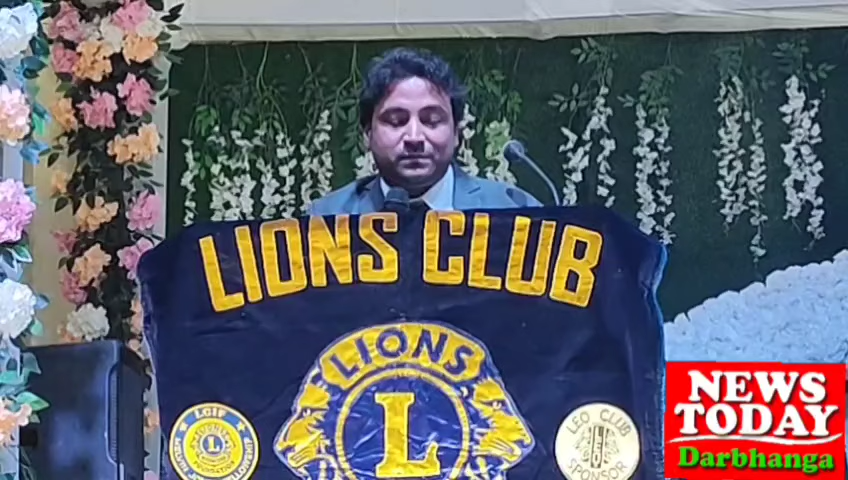 LIONS CLUB
LIONS
L
LCIF
LEO CLUB
SPONSOR
NEWS
TODAY
Darbhanga